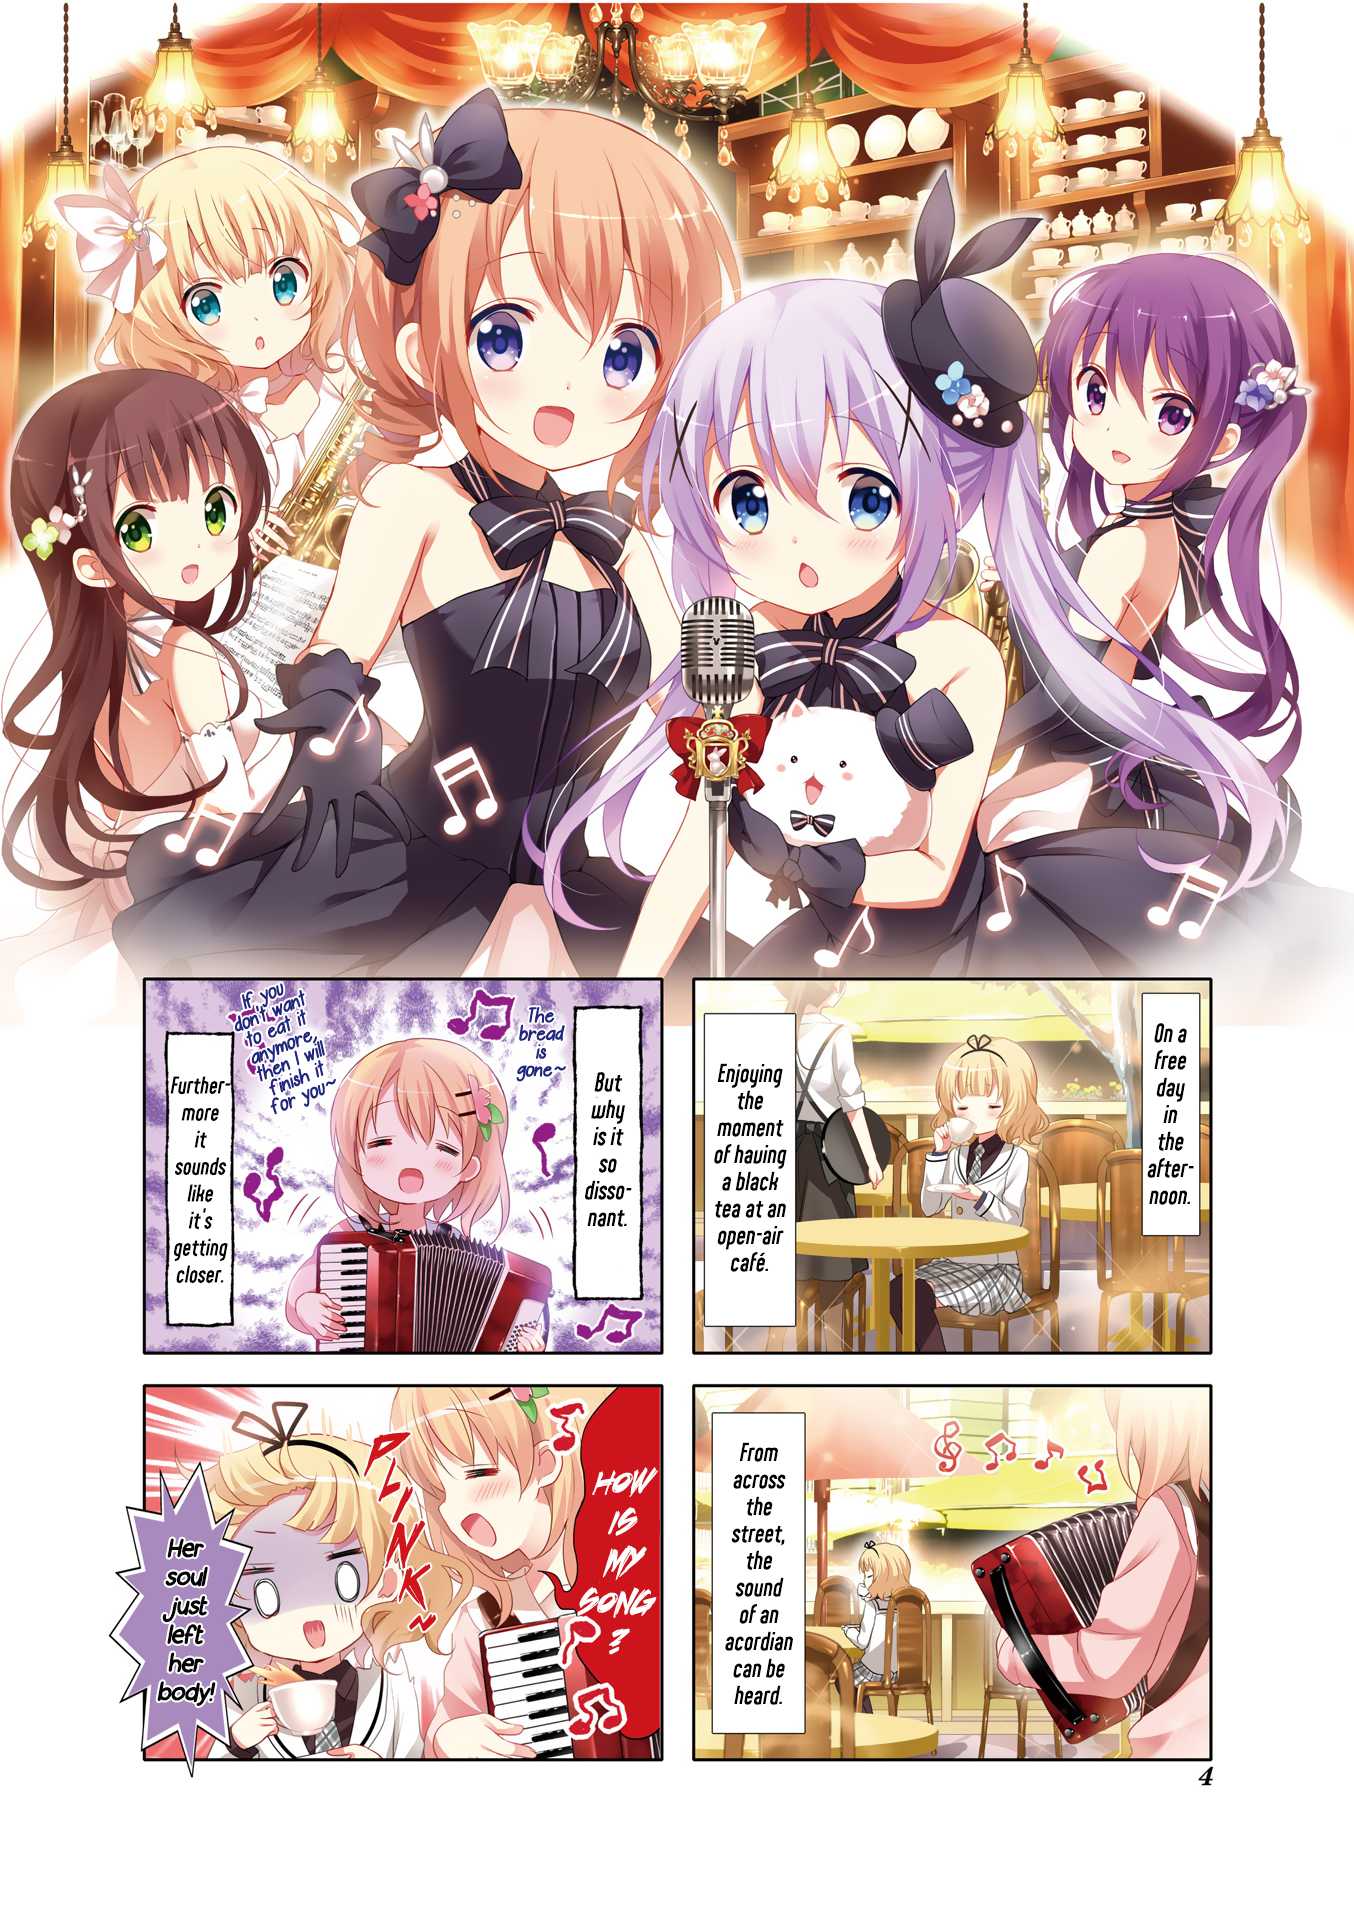 On a
free
day in
the
after-
noon.
Enjoying
the
moment
of having
a black
tea at an
open-air
café.
From
across
the
street,
the
sound
of an
acordian
can be
heard.
But
why
is it
so
disso-
nant.
The
bread
is
gone~
If you
don't want
to eat it
anymore,
then I will
finish it
for you~
Further-
more it
sounds
like
it's
getting
closer.
HOW
IS
MY
SONG
?
PLINK~
Her
soul
just
left
her
body!
4